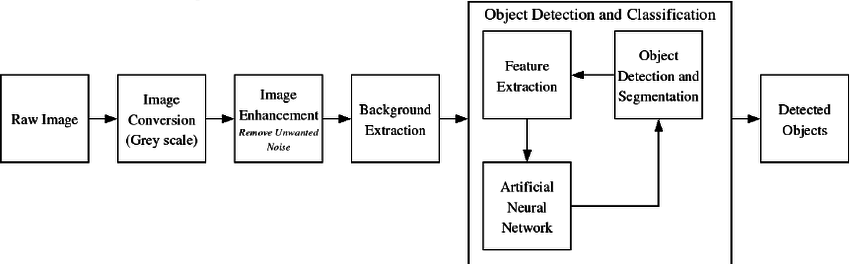 Object Detection and Classification
Raw Image
Image
Conversion
(Grey scale)
Image
Enhancement
Remove Unwanted
Noise
Background
Extraction
Feature
Extraction
Object
Detection and
Segmentation
Artificial
Neural
Network
Detected
Objects